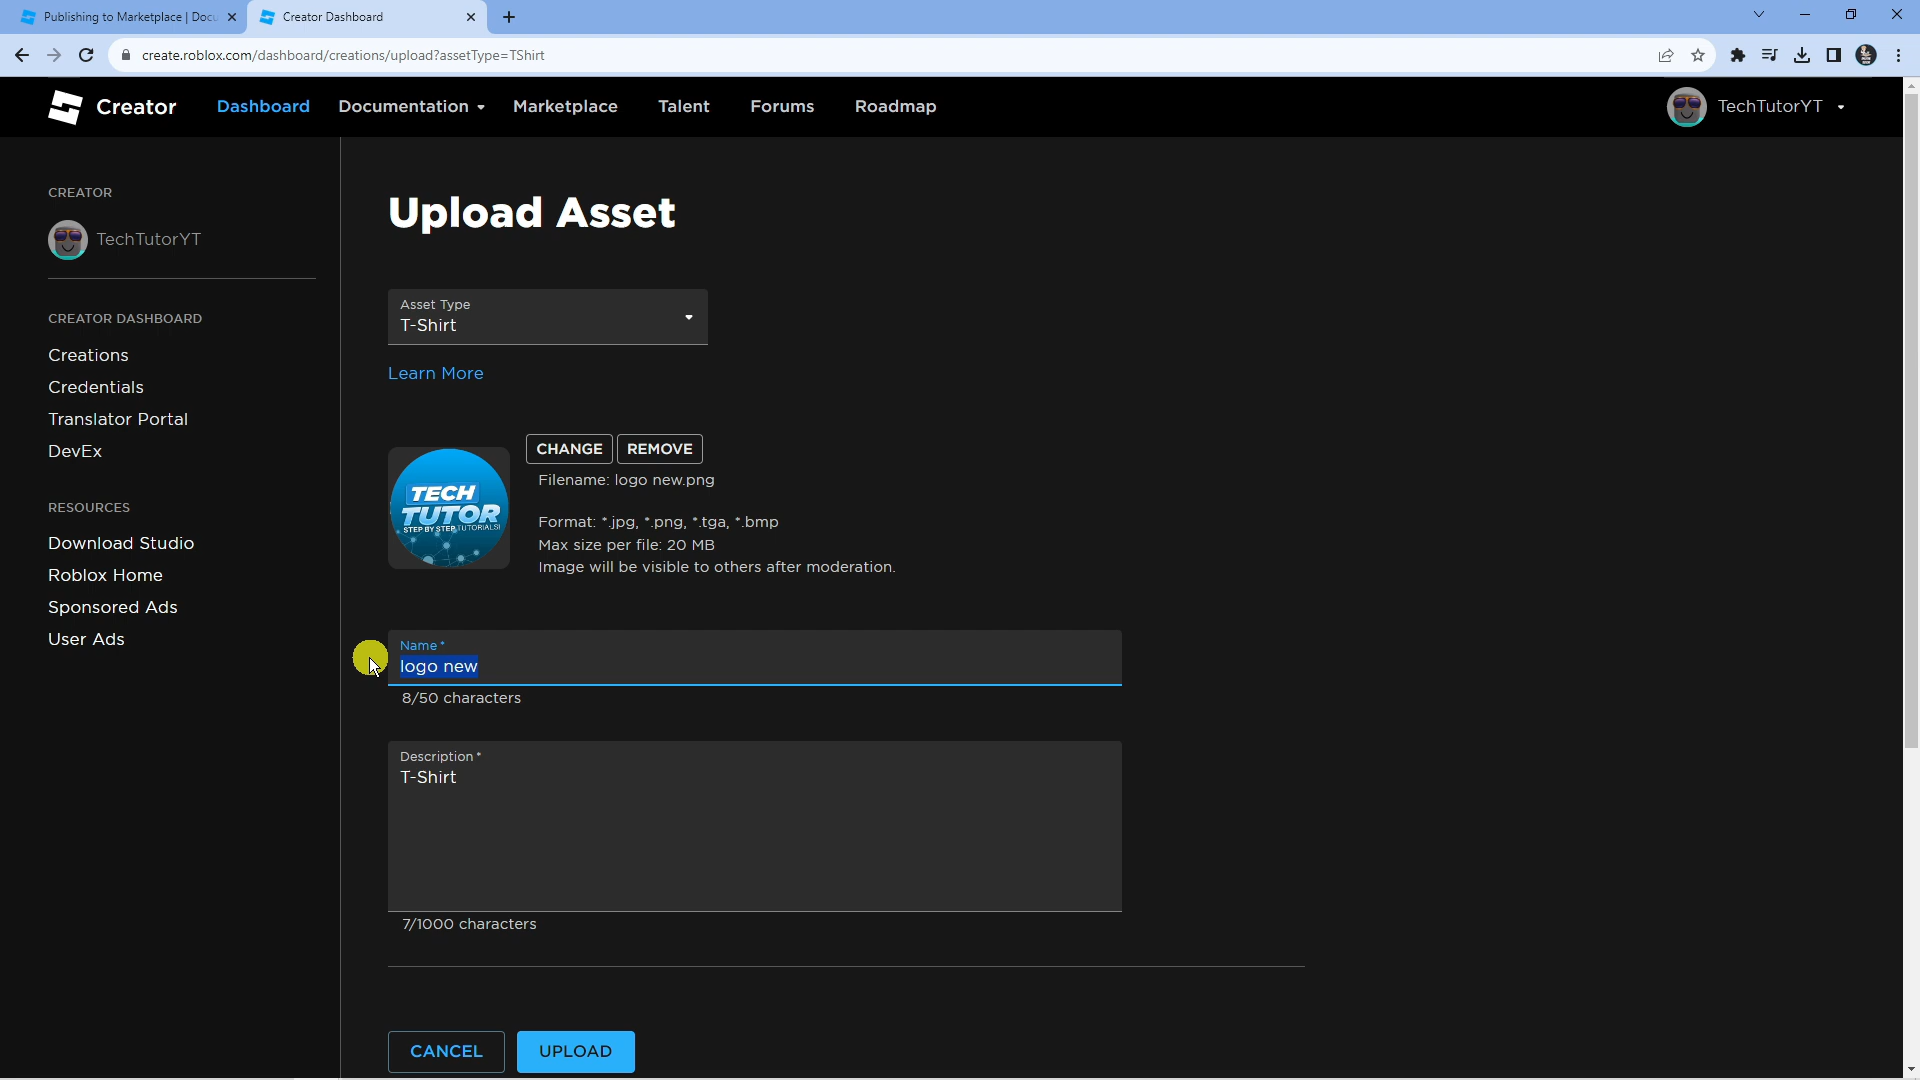 Publishing to Marketplace | Docu
Creator Dashboard
create.roblox.com/dashboard/creations/upload?assetType=TShirt
Creator
Dashboard
Documentation
Marketplace
Talent
Forums
Roadmap
TechTutorYT
CREATOR
TechTutorYT
CREATOR DASHBOARD
Creations
Credentials
Translator Portal
DevEx
RESOURCES
Download Studio
Roblox Home
Sponsored Ads
User Ads
Upload Asset
Asset Type
T-Shirt
Learn More
TECH
TUTOR
STEP BY STEP TUTORIALS!
CHANGE
REMOVE
Filename: logo new.png
Format: *.jpg, *.png, *.tga, *.bmp
Max size per file: 20 MB
Image will be visible to others after moderation.
Name *
logo new
8/50 characters
Description *
T-Shirt
7/1000 characters
CANCEL
UPLOAD